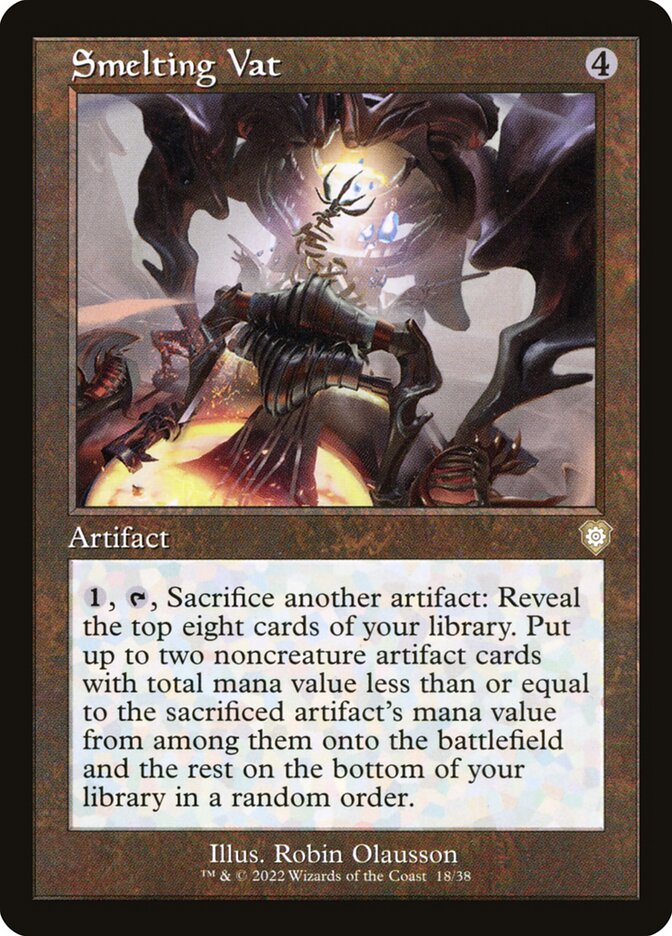 Smelting Vat 4
Artifact
1, T, Sacrifice another artifact: Reveal
the top eight cards of your library. Put
up to two noncreature artifact cards
with total mana value less than or equal
to the sacrificed artifact's mana value
from among them onto the battlefield
and the rest on the bottom of your
library in a random order.
Illus. Robin Olausson
™ & © 2022 Wizards of the Coast 18/38